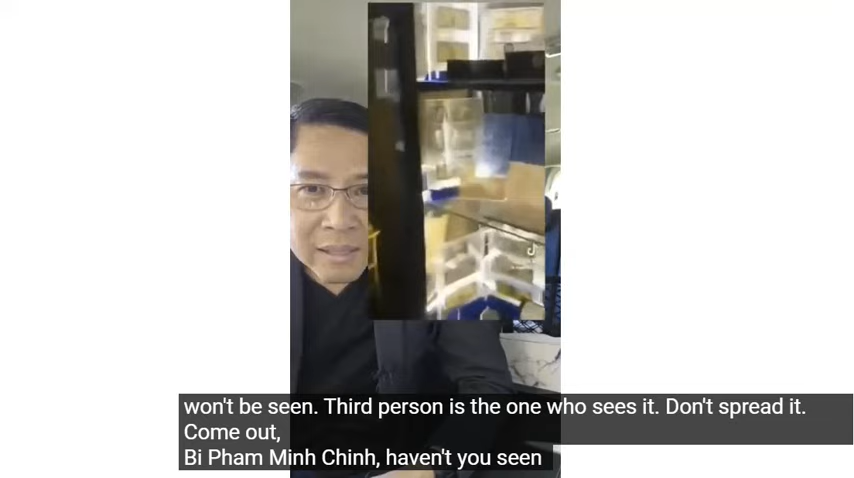 won't be seen. Third person is the one who sees it. Don't spread it.
Come out,
Bi Pham Minh Chinh, haven't you seen